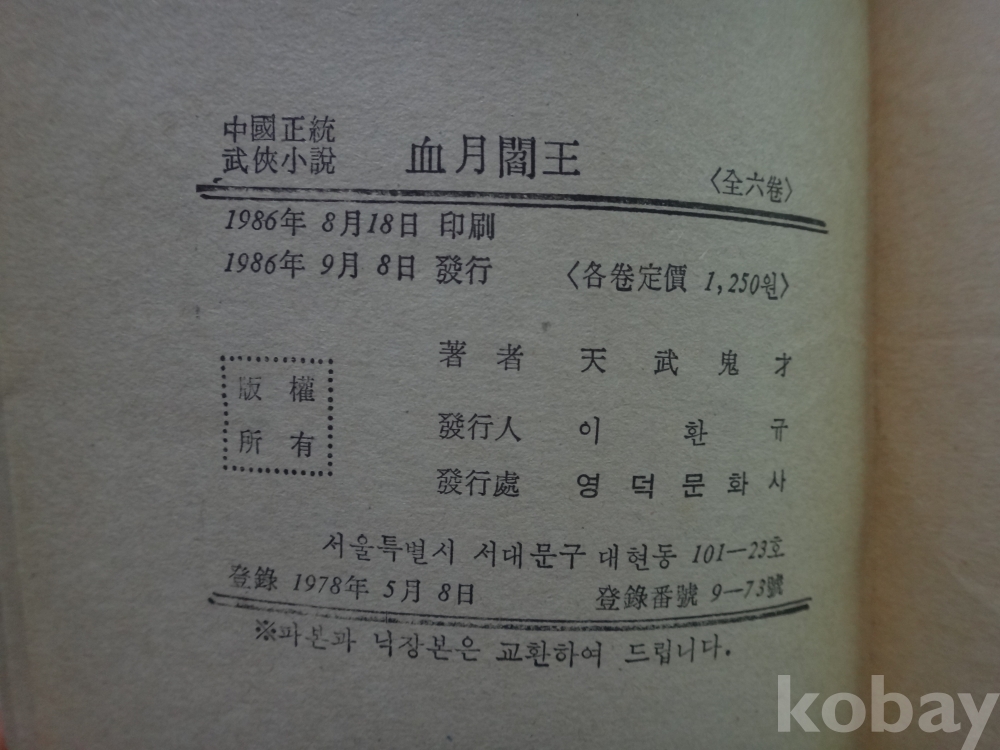 中國正統
武俠小說
血月閻王
〈全六卷〉
1986年 8月18日 印刷
1986年 9月 8日 發行 〈各卷定價 1,250원〉
版權
所有
著者 天武鬼才
發行人 이환규
發行處 영덕문화사
서울특별시 서대문구 대현동 101—23호
登錄 1978年 5月 8日 登錄番號 9—73號
※파본과 낙장본은 교환하여 드립니다.
kobay